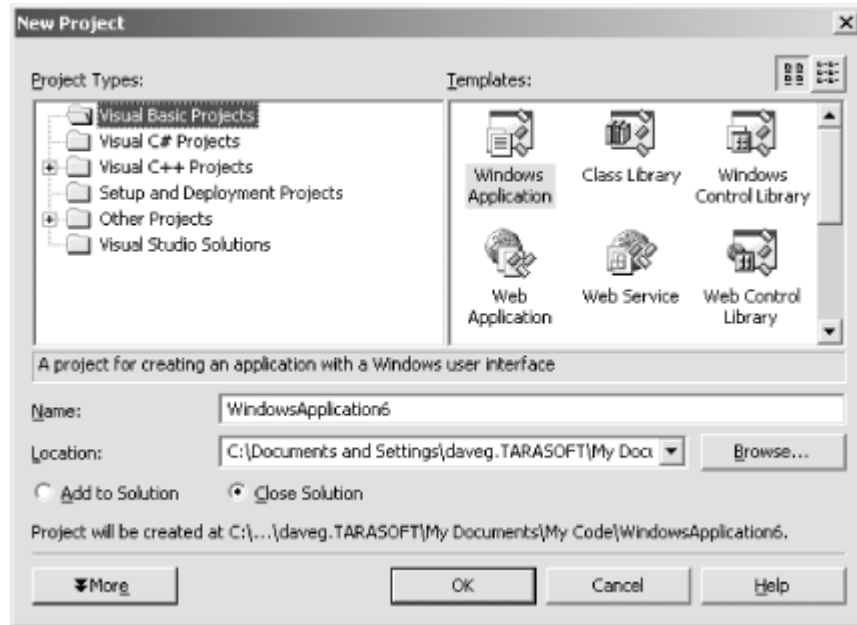 New Project
Project Types:
Templates:
Visual Basic Projects
Visual C# Projects
Visual C++ Projects
Setup and Deployment Projects
Other Projects
Visual Studio Solutions
Windows Application
Class Library
Windows Control Library
Web Application
Web Service
Web Control Library
A project for creating an application with a Windows user interface
Name:
WindowsApplication6
Location:
C:\Documents and Settings\daveg.TARASOFT\My Docu
Browse...
Add to Solution
Close Solution
Project will be created at C:\...\daveg.TARASOFT\My Documents\My Code\WindowsApplication6.
More
OK
Cancel
Help